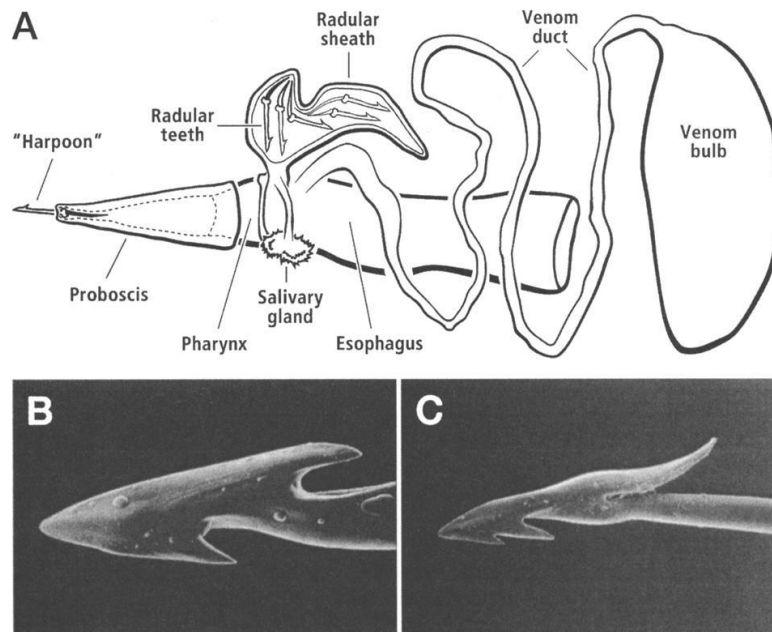 A
Radular
sheath
Venom
duct
Radular
teeth
Venom
bulb
"Harpoon"
Proboscis
Salivary
gland
Pharynx
Esophagus
B
C